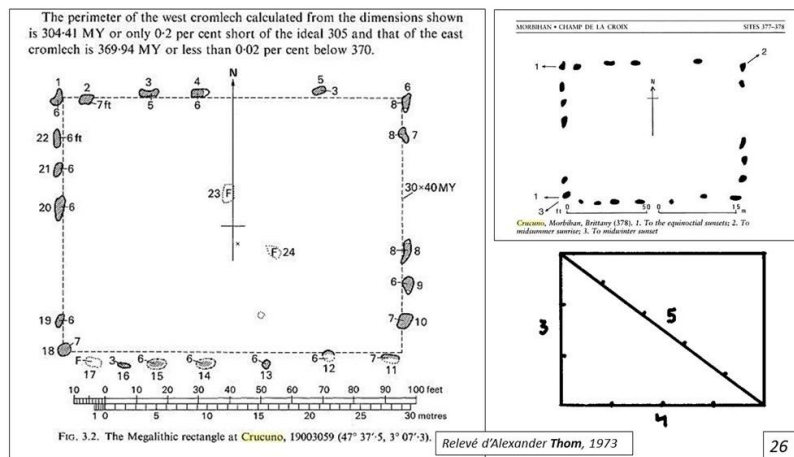 The perimeter of the west cromlech calculated from the dimensions shown
is 304·41 MY or only 0·2 per cent short of the ideal 305 and that of the east
cromlech is 369·94 MY or less than 0·02 per cent below 370.
1
2
3
4
N
5
6
6
7ft
5
6
3
8
22
6 ft
8
7
21
6
23
F
30×40 MY
20
6
F
24
8
8
6
9
19
6
7
10
18
7
F
17
3
16
6
15
6
14
6
13
6
12
7
11
10 0 10 20 30 40 50 60 70 80 90 100 feet
1 0 5 10 15 20 25 30 metres
FIG. 3.2. The Megalithic rectangle at Crucuno, 19003059 (47° 37′·5, 3° 07′·3).
MORBIHAN • CHAMP DE LA CROIX
SITES 377–378
1
2
N
1
3
ft
0
50
0
15
m
Crucuno, Morbihan, Brittany (378). 1. To the equinoctial sunsets; 2. To
midsummer sunrise; 3. To midwinter sunset
3
5
4
Relevé d'Alexander Thom, 1973
26